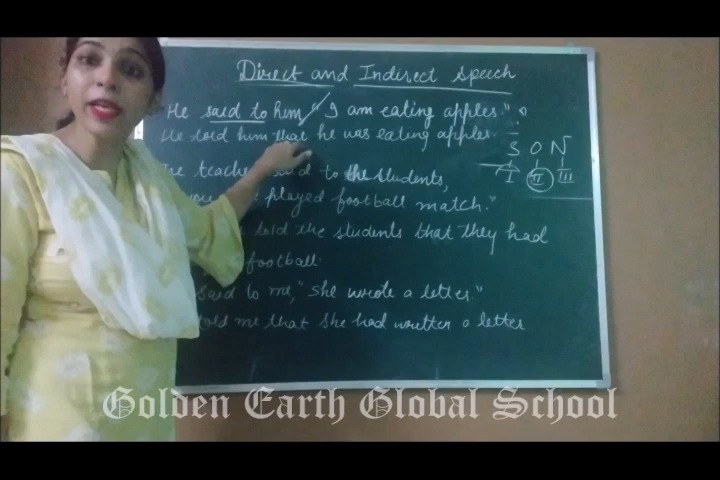 Direct and Indirect Speech
He said to him, "I am eating apples."
He told him that he was eating apples.
S O N
I II III
The teacher said to the students,
played football match."
told the students that they had
football.
said to me, "She wrote a letter."
told me that she had written a letter
Golden Earth Global School